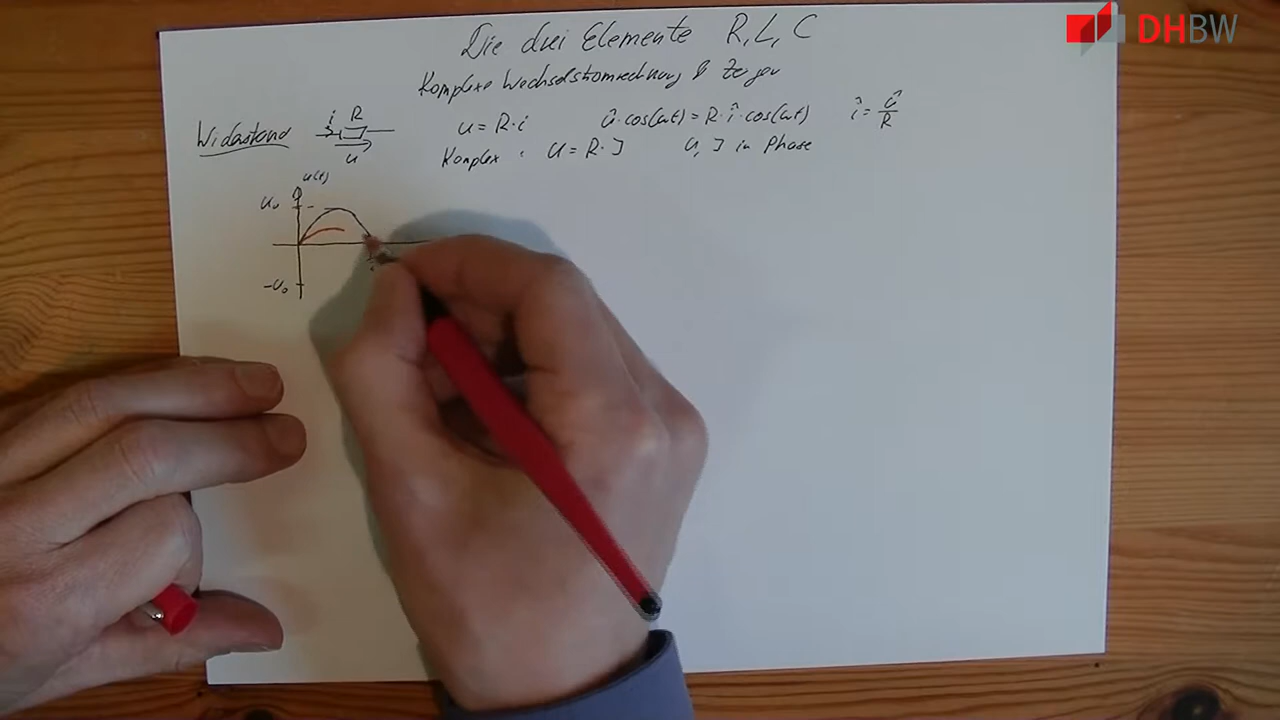 DHBW
Die drei Elemente R, L, C
Komplexe Wechselstromrechnung & Zeiger
Widerstand i R u u = R · i û · cos(ωt) = R · î · cos(ωt) î = û/R
Komplex: U = R · I U, I in Phase
u(t)
U₀
-U₀